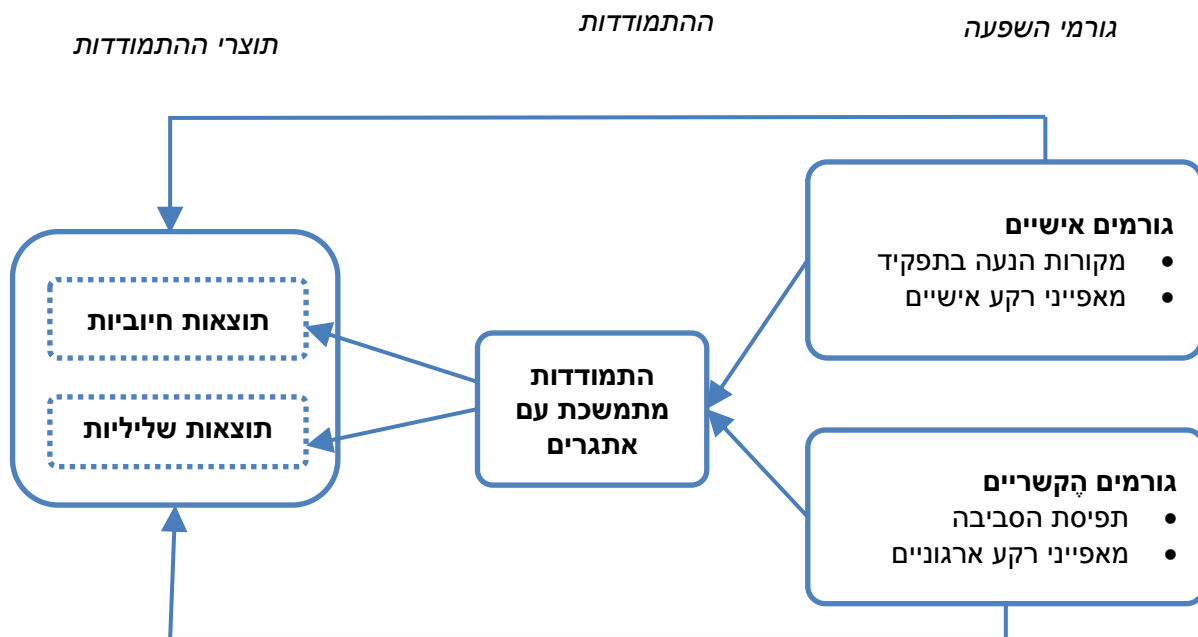 גורמי השפעה
ההתמודדות
תוצרי ההתמודדות
גורמים אישיים
• מקורות הנעה בתפקיד
• מאפייני רקע אישיים
גורמים הֶקשריים
• תפיסת הסביבה
• מאפייני רקע ארגוניים
התמודדות
מתמשכת עם
אתגרים
תוצאות חיוביות
תוצאות שליליות